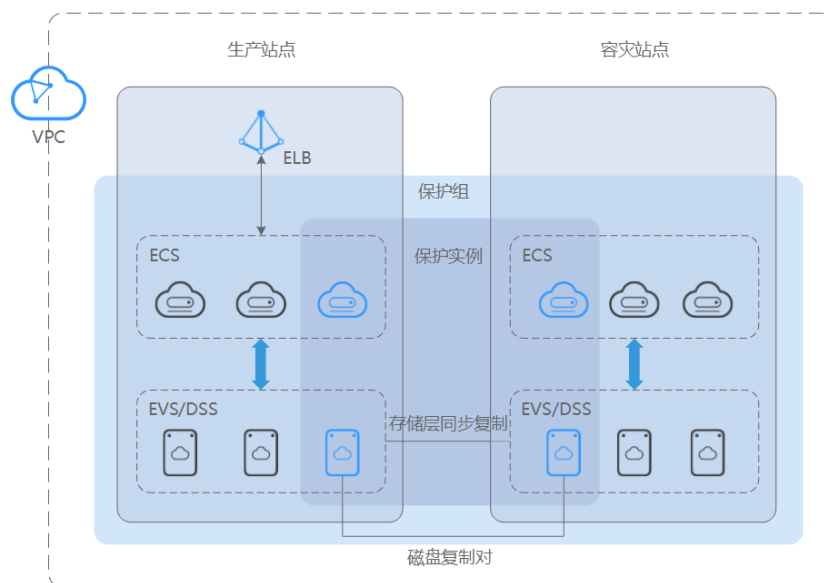 生产站点
容灾站点
VPC
ELB
保护组
保护实例
ECS
ECS
EVS/DSS
存储层同步复制
EVS/DSS
磁盘复制对